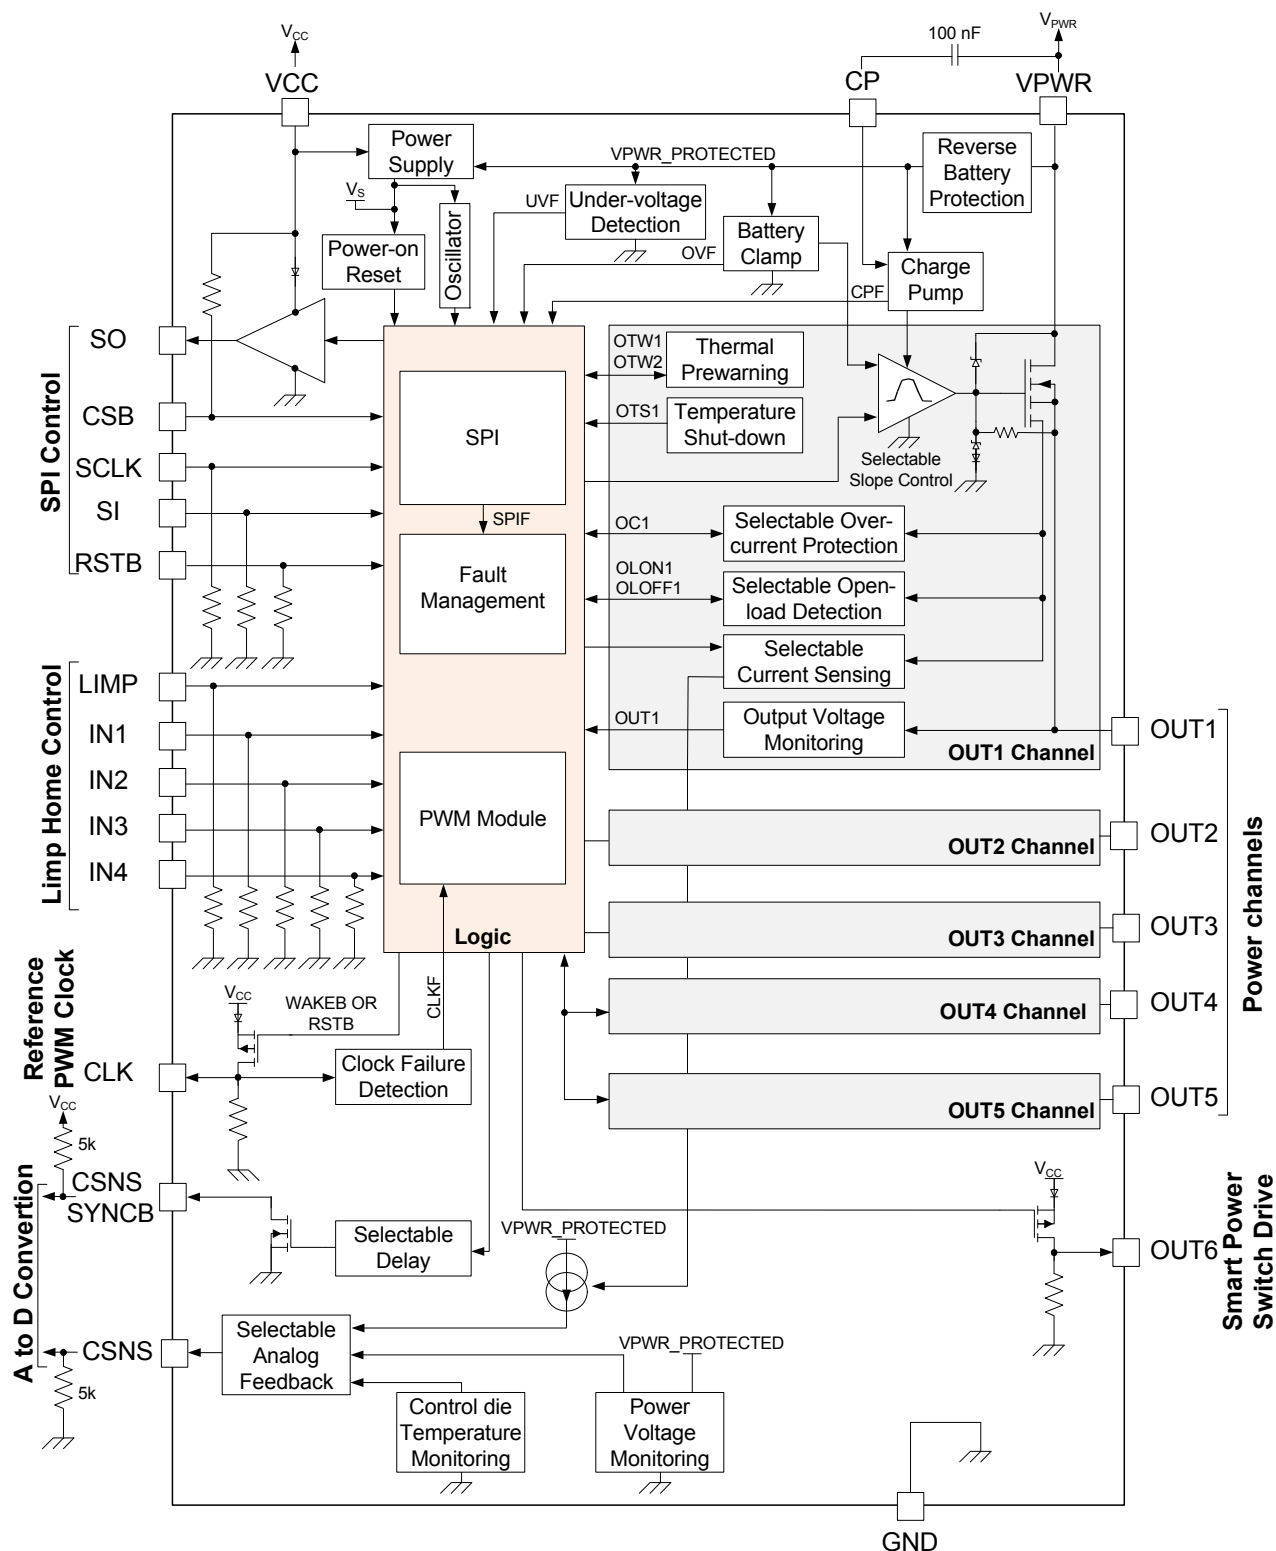 VCC
VPWR
100 nF
VCC
CP
VPWR
Power
Supply
VPWR_PROTECTED
Reverse
Battery
Protection
VS
UVF
Under-voltage
Detection
Oscillator
Power-on
Reset
OVF
Battery
Clamp
Charge
Pump
CPF
SPI Control
SO
CSB
SCLK
SI
RSTB
OTW1
OTW2
Thermal
Prewarning
OTS1
Temperature
Shut-down
Selectable
Slope Control
SPI
SPIF
Fault
Management
OC1
Selectable Over-
current Protection
OLON1
OLOFF1
Selectable Open-
load Detection
Selectable
Current Sensing
OUT1
Output Voltage
Monitoring
OUT1 Channel
Limp Home Control
LIMP
IN1
IN2
IN3
IN4
PWM Module
Logic
OUT2 Channel
OUT3 Channel
OUT4 Channel
OUT5 Channel
OUT1
OUT2
OUT3
OUT4
OUT5
Power channels
Reference
PWM Clock
VCC
WAKEB OR
RSTB
CLKF
CLK
Clock Failure
Detection
VCC
5k
A to D Convertion
CSNS
SYNCB
Selectable
Delay
VPWR_PROTECTED
VCC
OUT6
Smart Power
Switch Drive
CSNS
5k
Selectable
Analog
Feedback
VPWR_PROTECTED
Control die
Temperature
Monitoring
Power
Voltage
Monitoring
GND